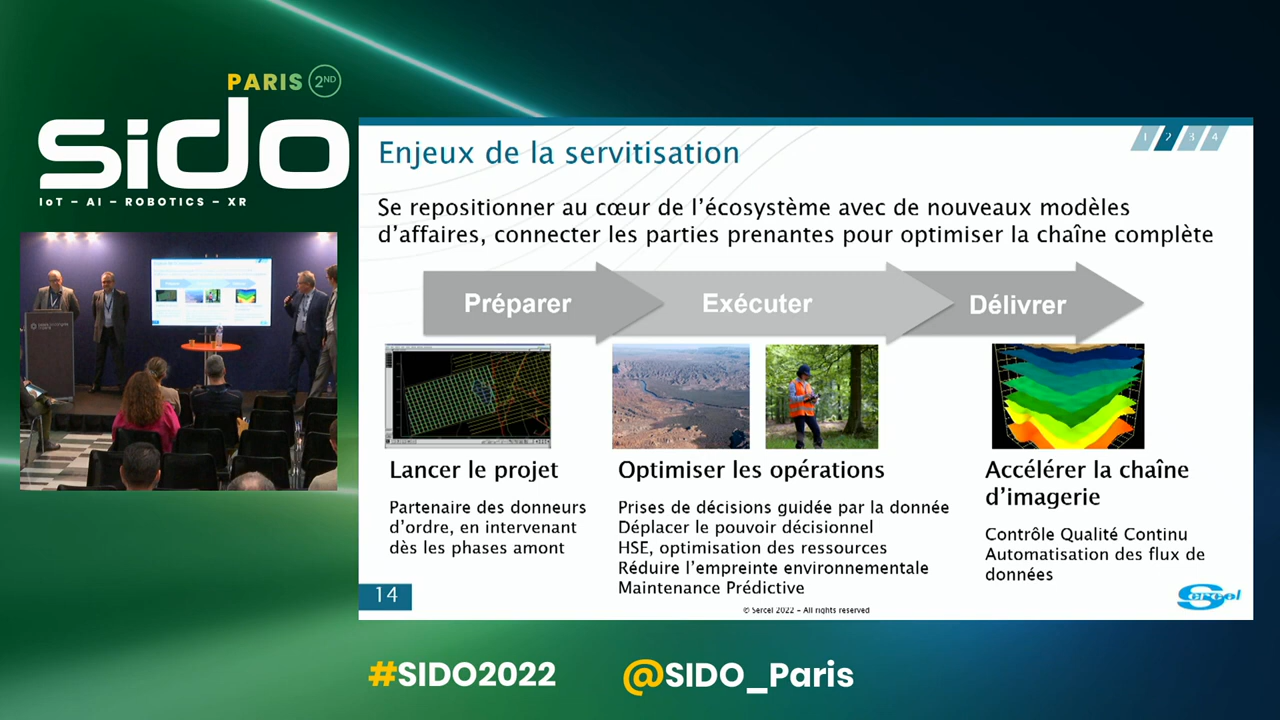 PARIS 2ND
sido
IoT – AI – ROBOTICS – XR
Enjeux de la servitisation
1 2 3 4
Se repositionner au cœur de l'écosystème avec de nouveaux modèles
d'affaires, connecter les parties prenantes pour optimiser la chaîne complète
Préparer
Exécuter
Délivrer
Lancer le projet
Partenaire des donneurs
d'ordre, en intervenant
dès les phases amont
Optimiser les opérations
Prises de décisions guidée par la donnée
Déplacer le pouvoir décisionnel
HSE, optimisation des ressources
Réduire l'empreinte environnementale
Maintenance Prédictive
Accélérer la chaîne
d'imagerie
Contrôle Qualité Continu
Automatisation des flux de
données
14
© Sercel 2022 – All rights reserved
Sercel
#SIDO2022
@SIDO_Paris